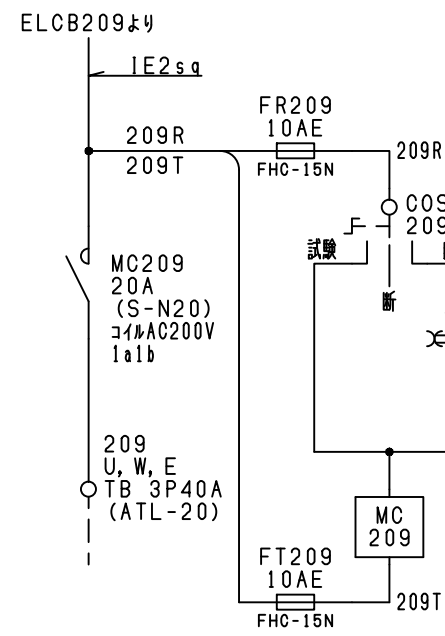 ELCB209より
IE2sq
209R
209T
FR209
10AE
FHC-15N
209R
COS
209
試験
断
MC209
20A
(S-N20)
コイルAC200V
1a1b
209
U, W, E
TB 3P40A
(ATL-20)
MC
209
FT209
10AE
FHC-15N
209T